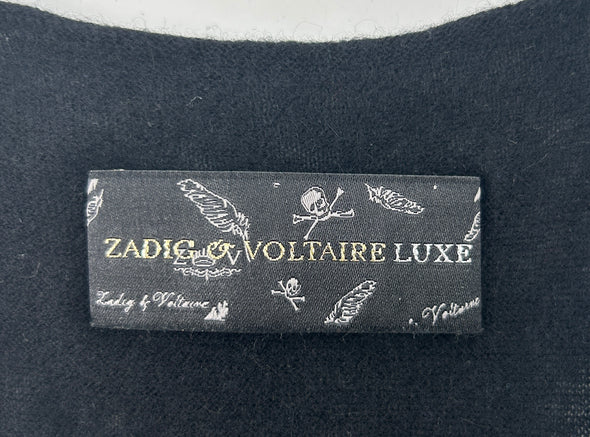 ZADIG & VOLTAIRE LUXE
Zadig & Voltaire
Voltaire